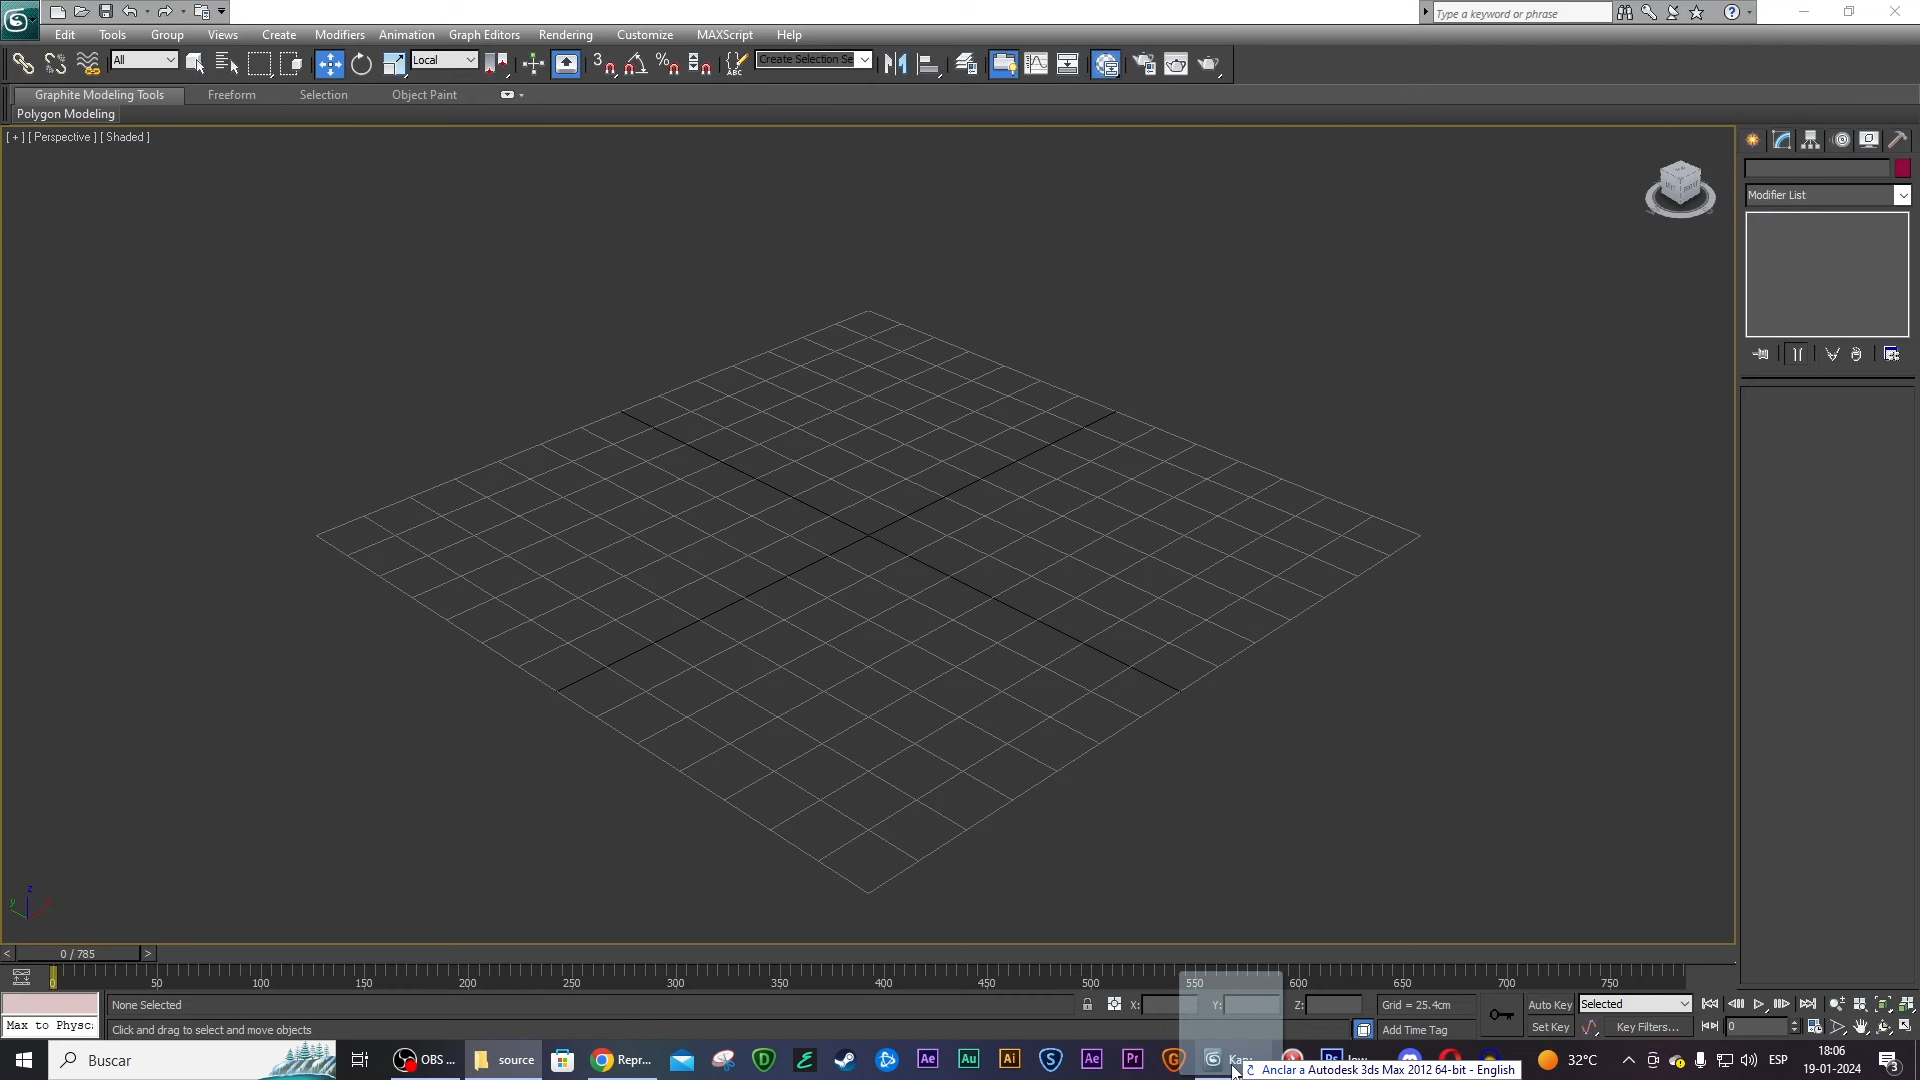 Type a keyword or phrase
Edit Tools Group Views Create Modifiers Animation Graph Editors Rendering Customize MAXScript Help
All Local Create Selection Se
Graphite Modeling Tools Freeform Selection Object Paint
Polygon Modeling
[ + ] [ Perspective ] [ Shaded ]
Modifier List
z
y
x
< 0 / 785 >
0 50 100 150 200 250 300 350 400 450 500 550 600 650 700 750
None Selected X: Y: Z: Grid = 25.4cm Auto Key Selected
Max to Physc: Click and drag to select and move objects Add Time Tag Set Key Key Filters... 0
Buscar OBS ... source Repr... 32°C ESP 18:06
19-01-2024
3
Anclar a Autodesk 3ds Max 2012 64-bit - English